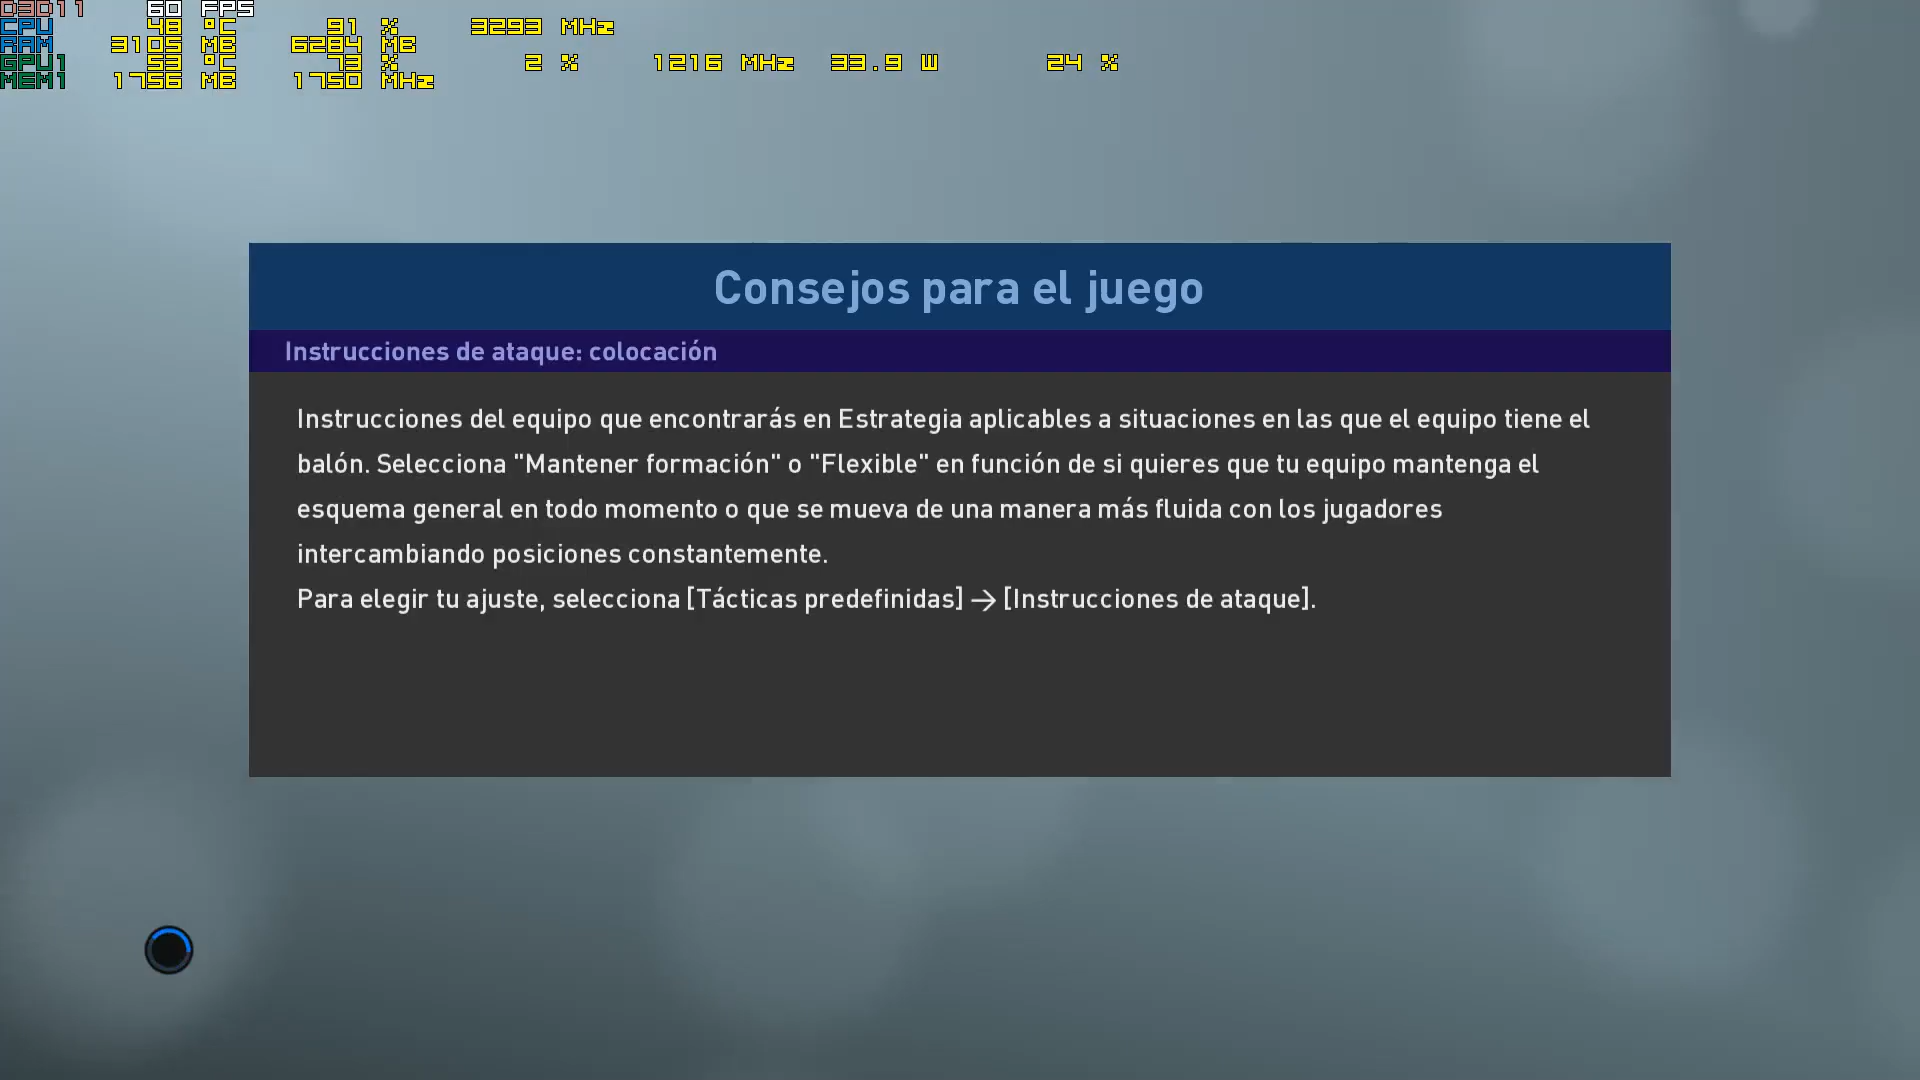 D3D11 60 FPS
CPU 48 °C 91 % 3293 MHz
RAM 3105 MB 6284 MB
GPU1 53 °C 73 % 2 % 1216 MHz 33.9 W 24 %
MEM1 1756 MB 1750 MHz
Consejos para el juego
Instrucciones de ataque: colocación
Instrucciones del equipo que encontrarás en Estrategia aplicables a situaciones en las que el equipo tiene el
balón. Selecciona "Mantener formación" o "Flexible" en función de si quieres que tu equipo mantenga el
esquema general en todo momento o que se mueva de una manera más fluida con los jugadores
intercambiando posiciones constantemente.
Para elegir tu ajuste, selecciona [Tácticas predefinidas] → [Instrucciones de ataque].